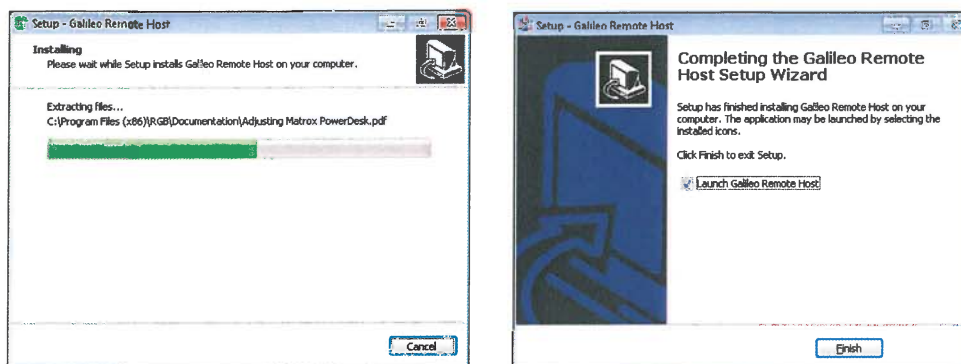 Setup - Galileo Remote Host
Installing
Please wait while Setup installs Galileo Remote Host on your computer.
Extracting files...
C:\Program Files (x86)\RGB\Documentation\Adjusting Matrox PowerDesk.pdf
Cancel
Setup - Galileo Remote Host
Completing the Galileo Remote
Host Setup Wizard
Setup has finished installing Galileo Remote Host on your
computer. The application may be launched by selecting the
installed icons.
Click Finish to exit Setup.
Launch Galileo Remote Host
Finish